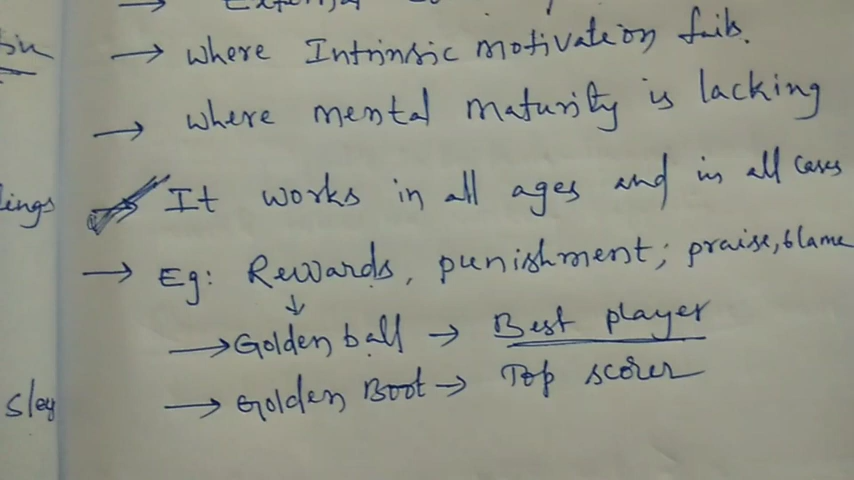 → where Intrinsic motivation fails.
→ where mental maturity is lacking
→ It works in all ages and in all cases
→ Eg: Rewards, punishment; praise, blame
↓
→ Golden ball → Best player
→ Golden Boot → Top scorer